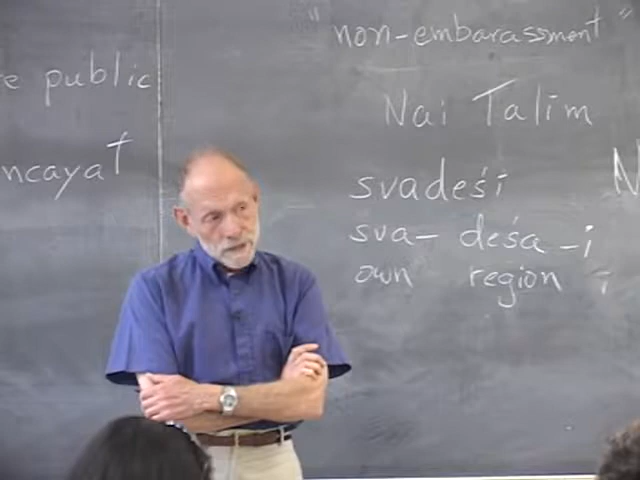 e public
ncayat
"non-embarassment"
Nai Talim
svadeśi
sva- deśa -i
own region
N